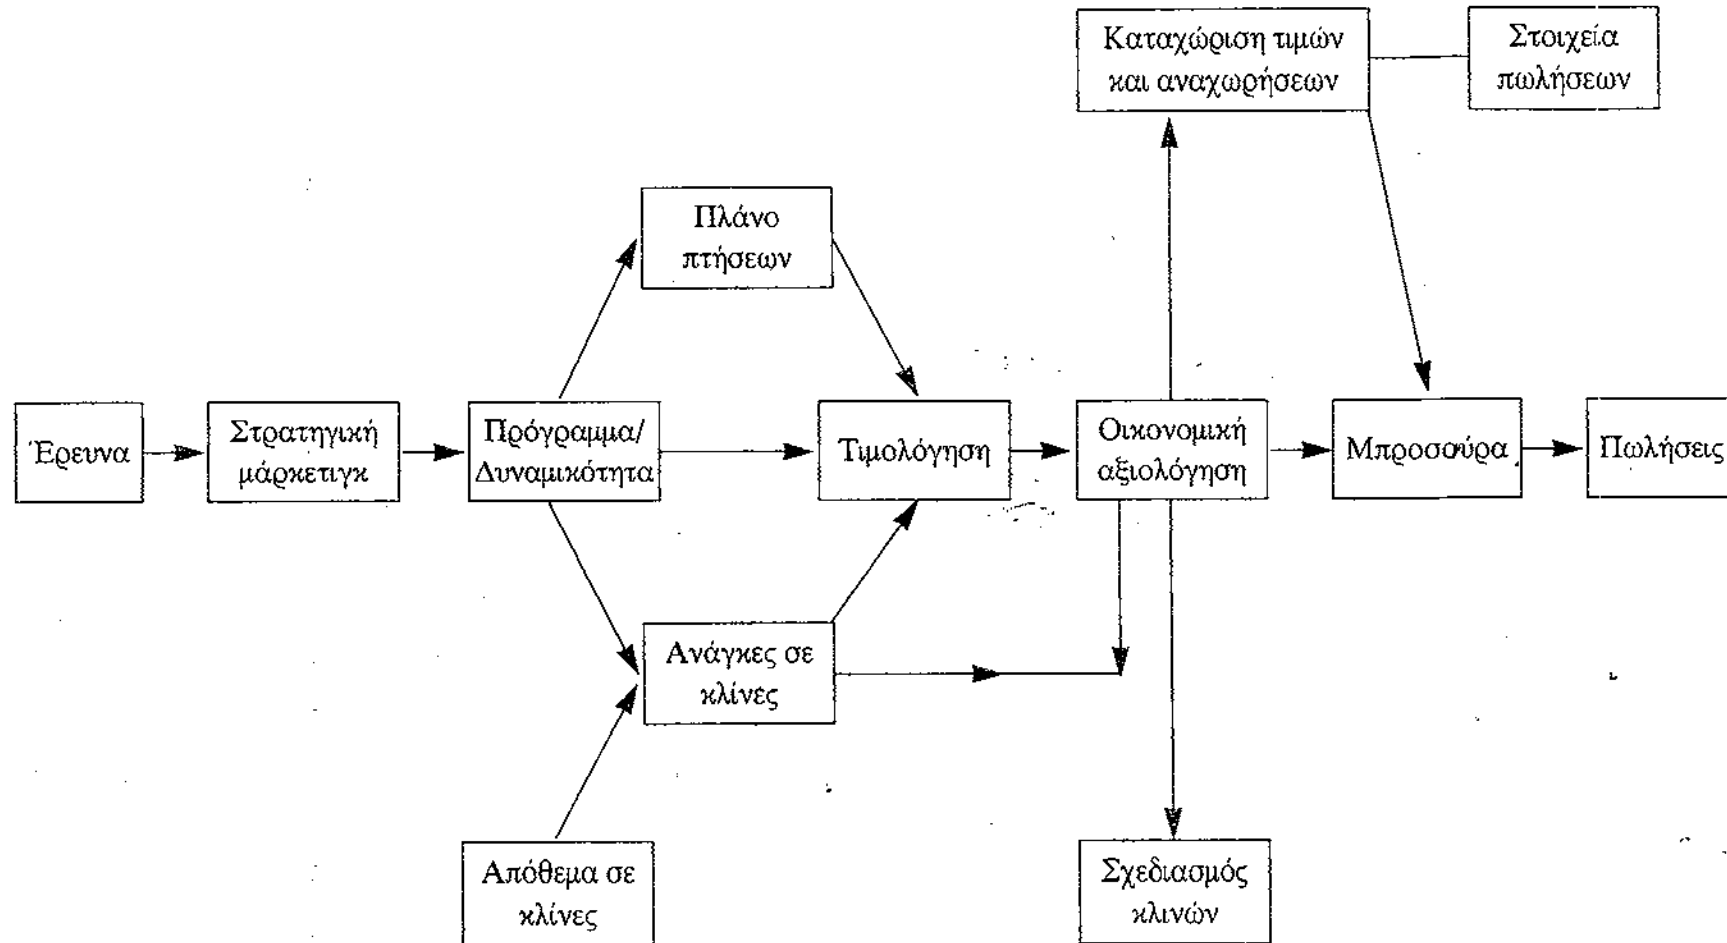 Καταχώριση τιμών
και αναχωρήσεων
Στοιχεία
πωλήσεων
Πλάνο
πτήσεων
Έρευνα
Στρατηγική
μάρκετιγκ
Πρόγραμμα/
Δυναμικότητα
Τιμολόγηση
Οικονομική
αξιολόγηση
Μπροσούρα
Πωλήσεις
Ανάγκες σε
κλίνες
Απόθεμα σε
κλίνες
Σχεδιασμός
κλινών